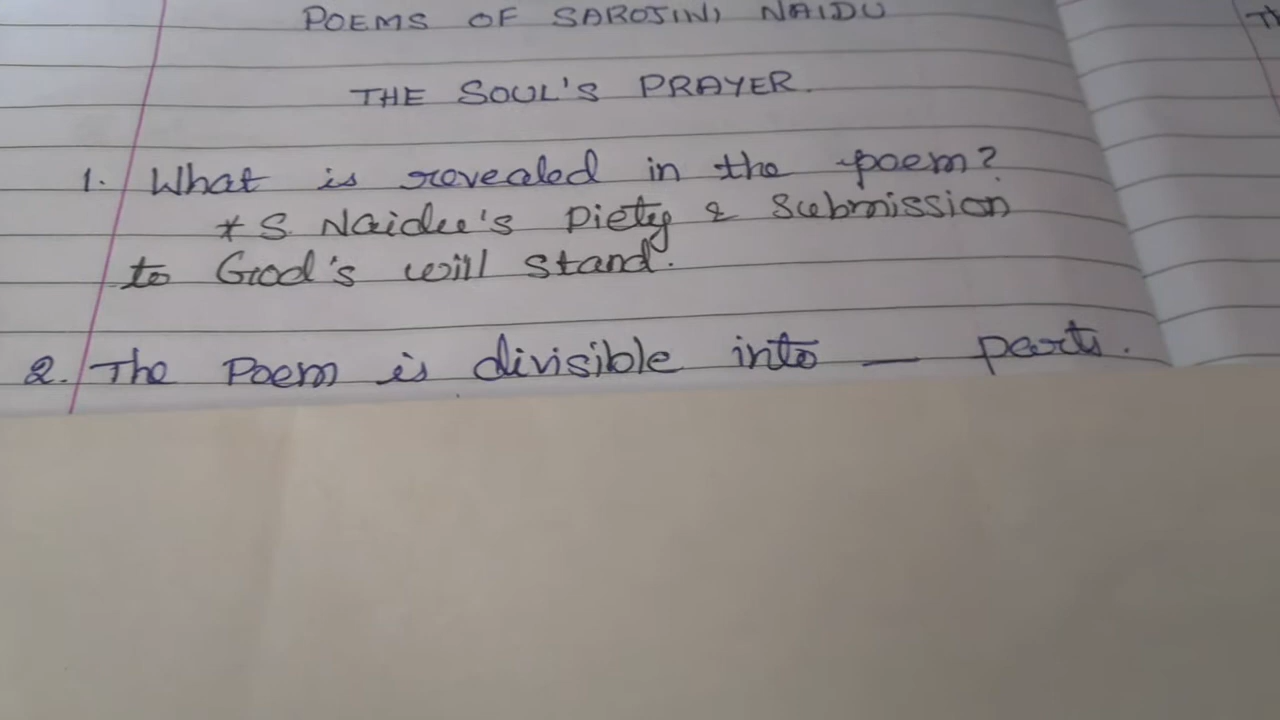 POEMS OF SAROJINI NAIDU
THE SOUL'S PRAYER.
1. What is revealed in the poem?
* S. Naidu's Piety & Submission
to God's will stand.
2. The Poem is divisible into — parts.